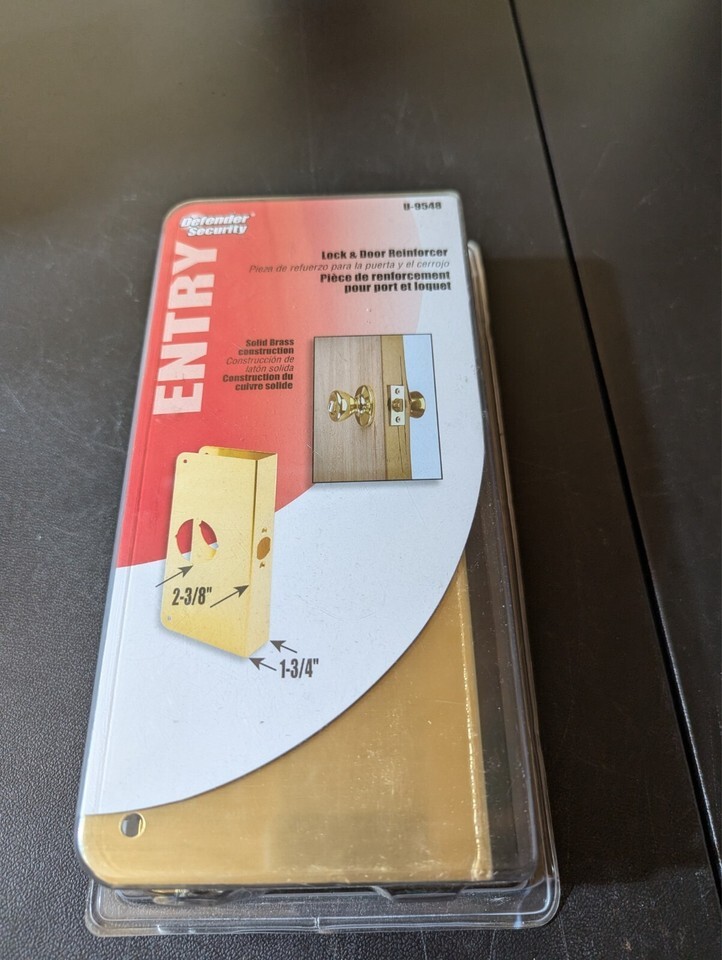 Defender
Security
U-9548
ENTRY
Lock & Door Reinforcer
Pieza de refuerzo para la puerta y el cerrojo
Pièce de renforcement
pour port et loquet
Solid Brass
construction
Construcción de
latón solida
Construction du
cuivre solide
2-3/8"
1-3/4"